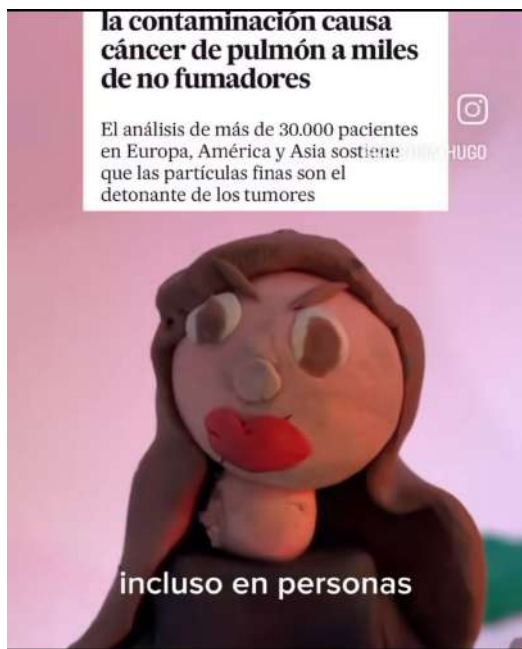 la contaminación causa
cáncer de pulmón a miles
de no fumadores
El análisis de más de 30.000 pacientes
en Europa, América y Asia sostiene
que las partículas finas son el
detonante de los tumores
HUGO
incluso en personas